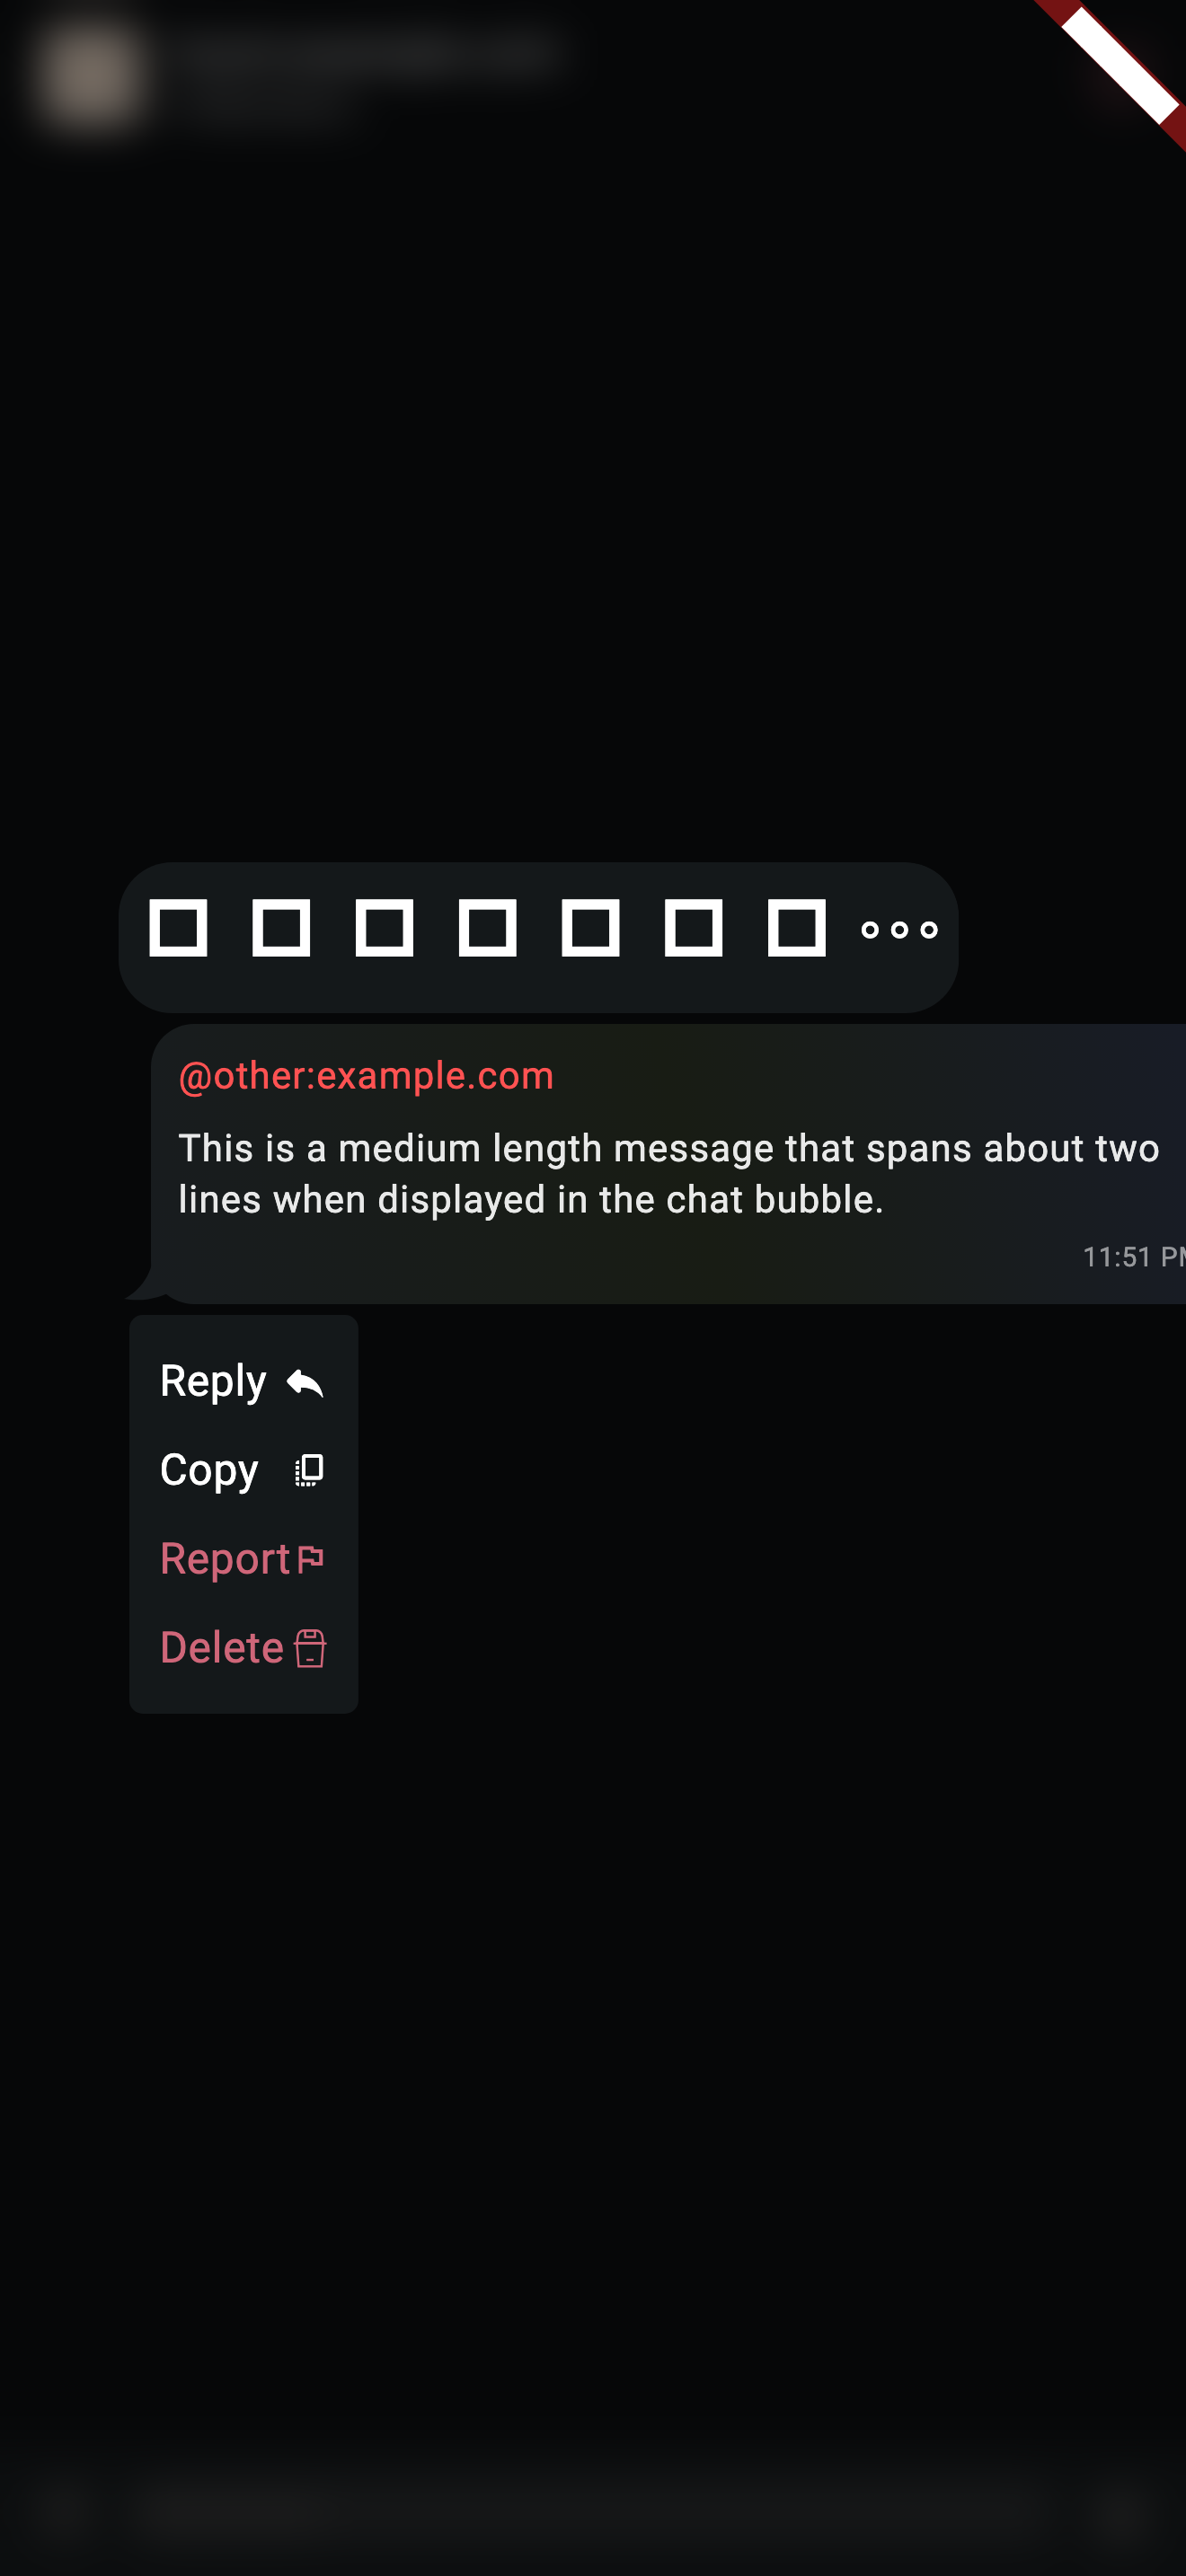 @other:example.com
This is a medium length message that spans about two
lines when displayed in the chat bubble.
11:51 PM
Reply
Copy
Report
Delete